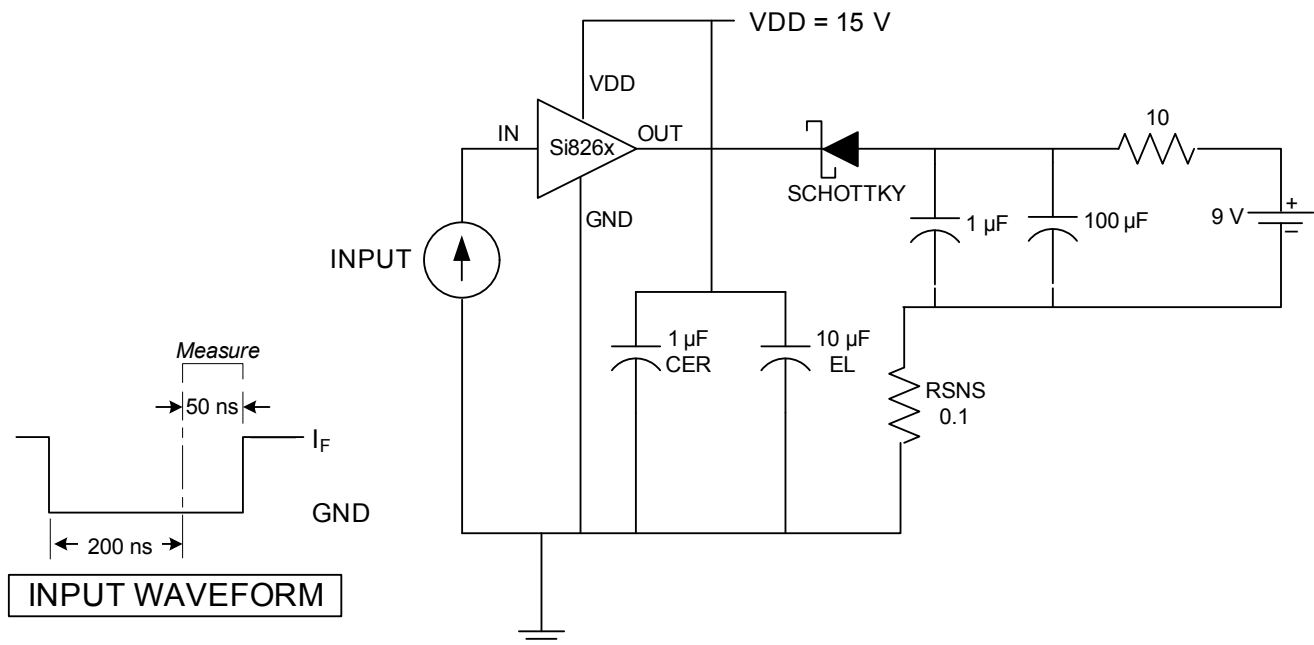 VDD = 15 V
VDD
10
IN
Si826x
OUT
SCHOTTKY
1 µF
100 µF
9 V
+
–
GND
INPUT
1 µF
CER
10 µF
EL
RSNS
0.1
Measure
50 ns
IF
GND
200 ns
INPUT WAVEFORM